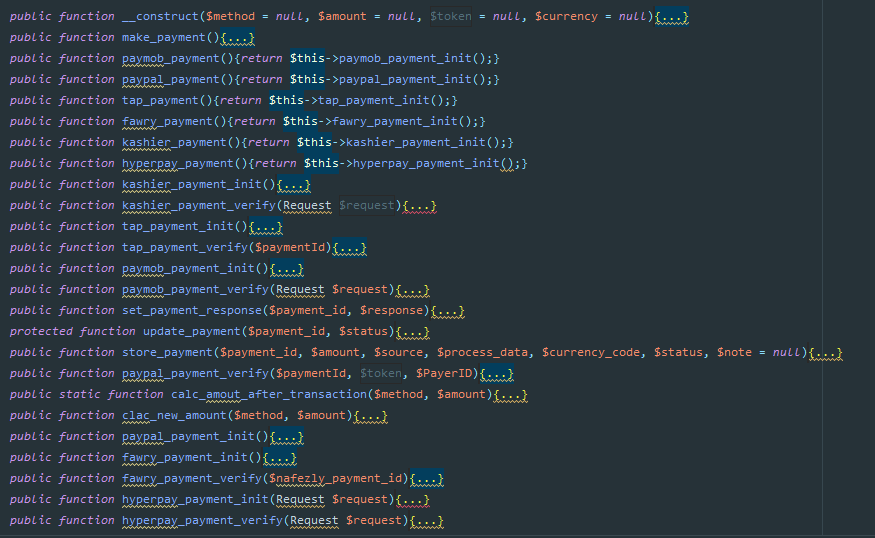 public function __construct($method = null, $amount = null, $token = null, $currency = null){...}
public function make_payment(){...}
public function paymob_payment(){return $this->paymob_payment_init();}
public function paypal_payment(){return $this->paypal_payment_init();}
public function tap_payment(){return $this->tap_payment_init();}
public function fawry_payment(){return $this->fawry_payment_init();}
public function kashier_payment(){return $this->kashier_payment_init();}
public function hyperpay_payment(){return $this->hyperpay_payment_init();}
public function kashier_payment_init(){...}
public function kashier_payment_verify(Request $request){...}
public function tap_payment_init(){...}
public function tap_payment_verify($paymentId){...}
public function paymob_payment_init(){...}
public function paymob_payment_verify(Request $request){...}
public function set_payment_response($payment_id, $response){...}
protected function update_payment($payment_id, $status){...}
public function store_payment($payment_id, $amount, $source, $process_data, $currency_code, $status, $note = null){...}
public function paypal_payment_verify($paymentId, $token, $PayerID){...}
public static function calc_amout_after_transaction($method, $amount){...}
public function clac_new_amount($method, $amount){...}
public function paypal_payment_init(){...}
public function fawry_payment_init(){...}
public function fawry_payment_verify($nafezly_payment_id){...}
public function hyperpay_payment_init(Request $request){...}
public function hyperpay_payment_verify(Request $request){...}